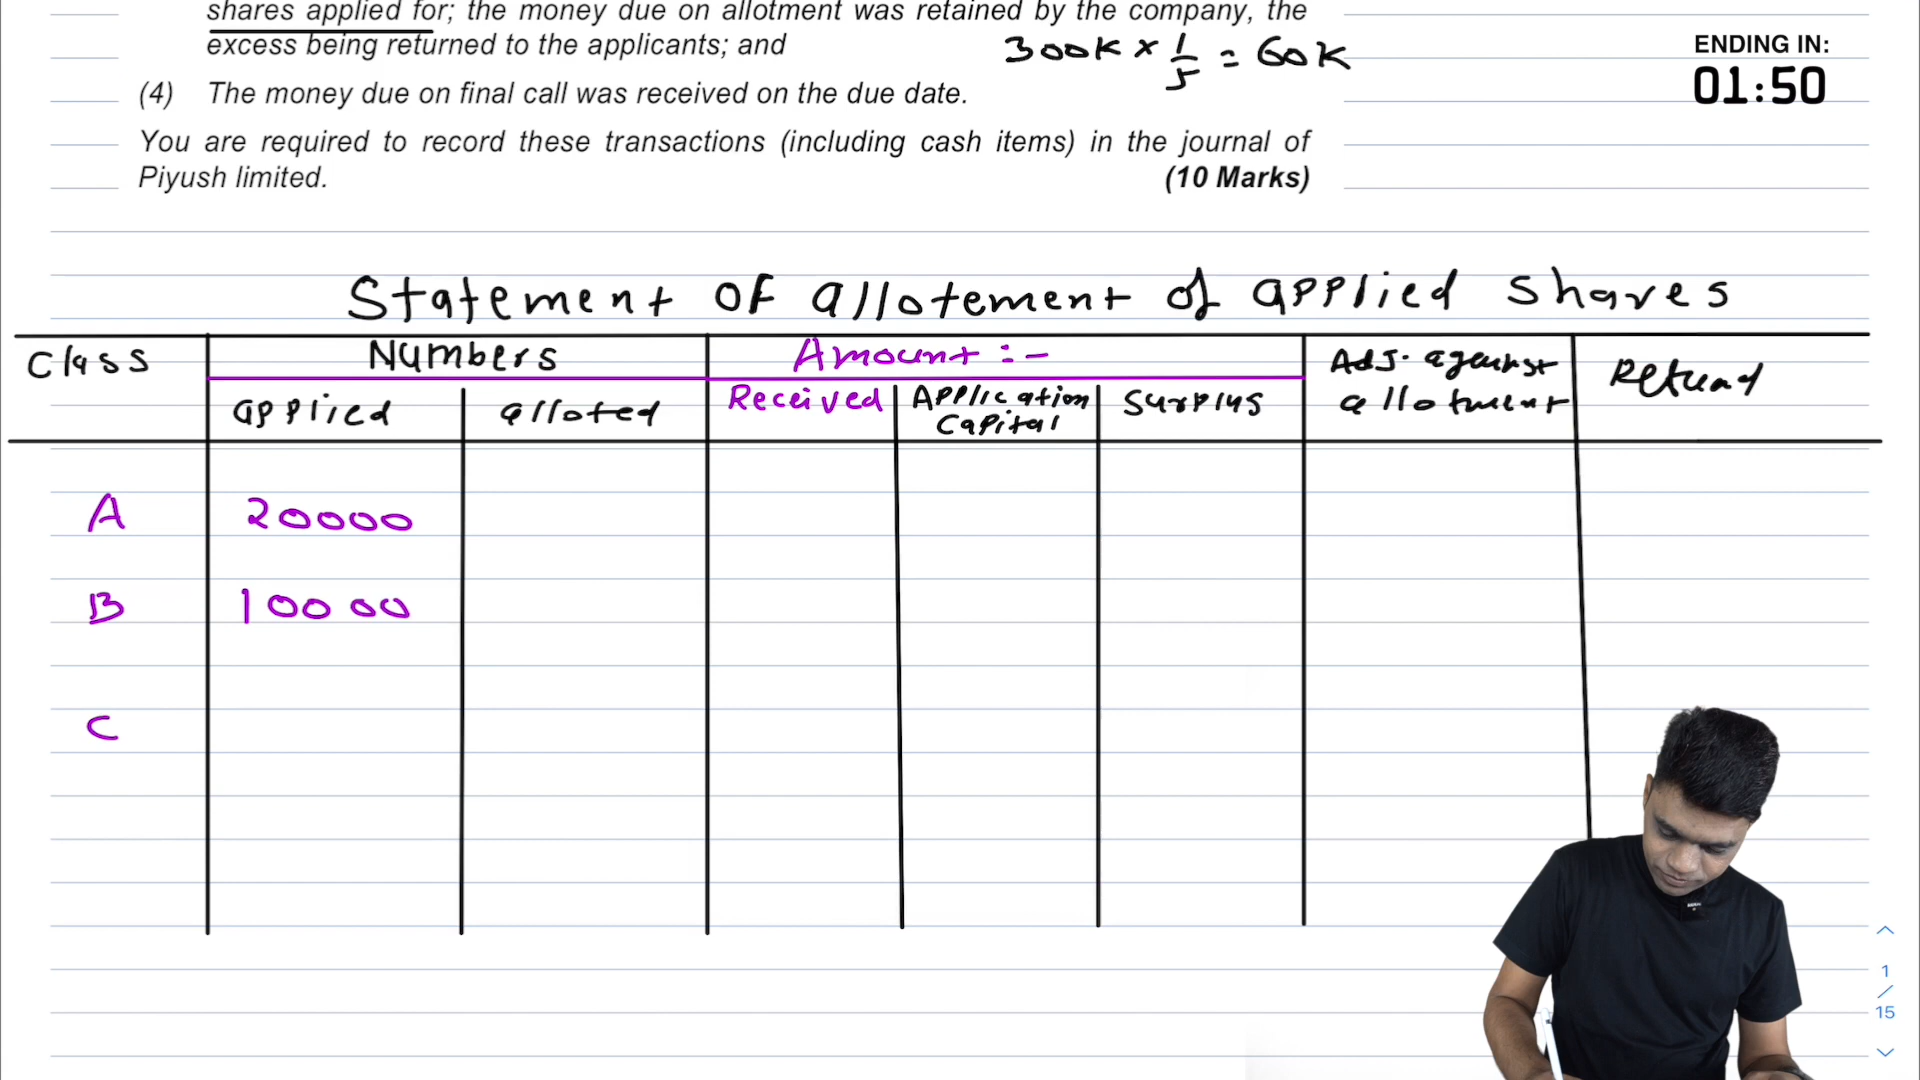 shares applied for; the money due on allotment was retained by the company, the
excess being returned to the applicants; and
300K × 1/5 = 60K
(4) The money due on final call was received on the due date.
You are required to record these transactions (including cash items) in the journal of
Piyush limited. (10 Marks)
ENDING IN:
01:50
Statement of allotement of applied shares
Class
Numbers
applied
alloted
Amount :-
Received
Application
Capital
Surplus
Adj. against
allotment
Refund
A 20000
B 10000
C
1
/
15